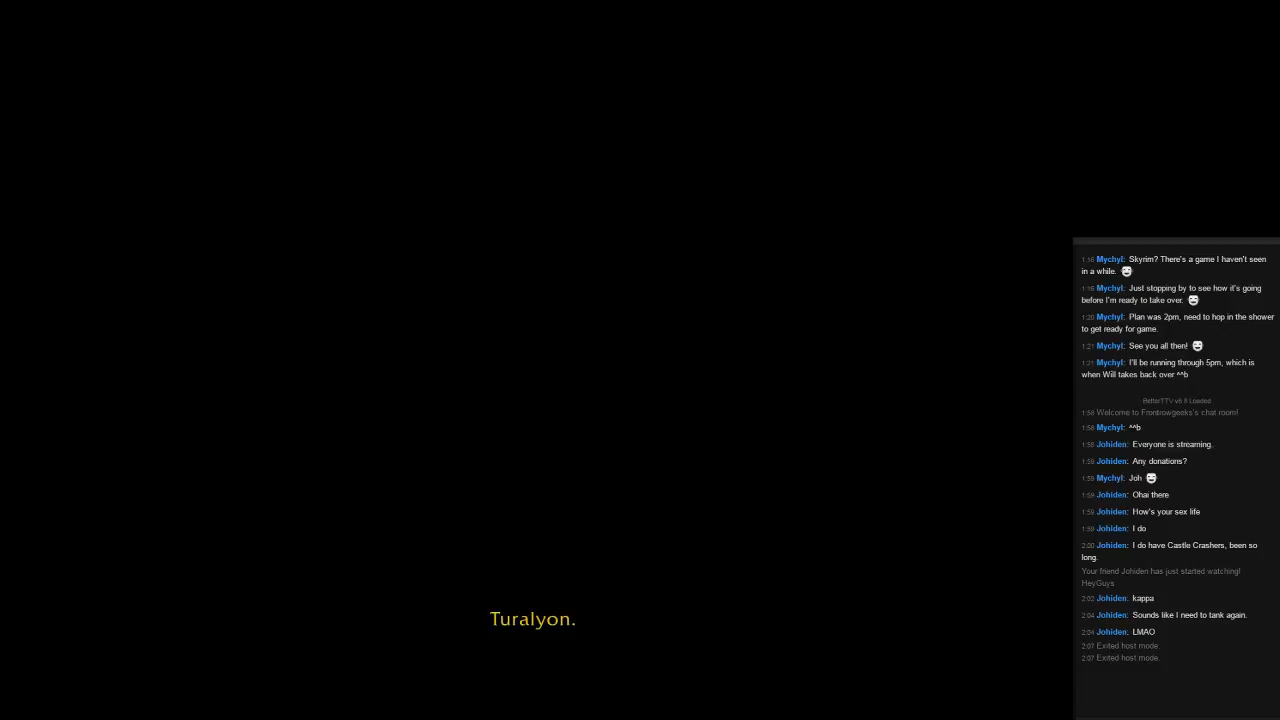 1:16 Mychyl: Skyrim? There's a game I haven't seen
in a while.
1:16 Mychyl: Just stopping by to see how it's going
before I'm ready to take over.
1:20 Mychyl: Plan was 2pm, need to hop in the shower
to get ready for game.
1:21 Mychyl: See you all then!
1:21 Mychyl: I'll be running through 5pm, which is
when Will takes back over ^^b
BetterTTV v6.8 Loaded
1:58 Welcome to Frontrowgeeks's chat room!
1:58 Mychyl: ^^b
1:58 Johiden: Everyone is streaming..
1:59 Johiden: Any donations?
1:59 Mychyl: Joh
1:59 Johiden: Ohai there
1:59 Johiden: How's your sex life
1:59 Johiden: I do
2:00 Johiden: I do have Castle Crashers, been so
long.
Your friend Johiden has just started watching!
HeyGuys
2:02 Johiden: kappa
2:04 Johiden: Sounds like I need to tank again.
Turalyon.
2:04 Johiden: LMAO
2:07 Exited host mode.
2:07 Exited host mode.